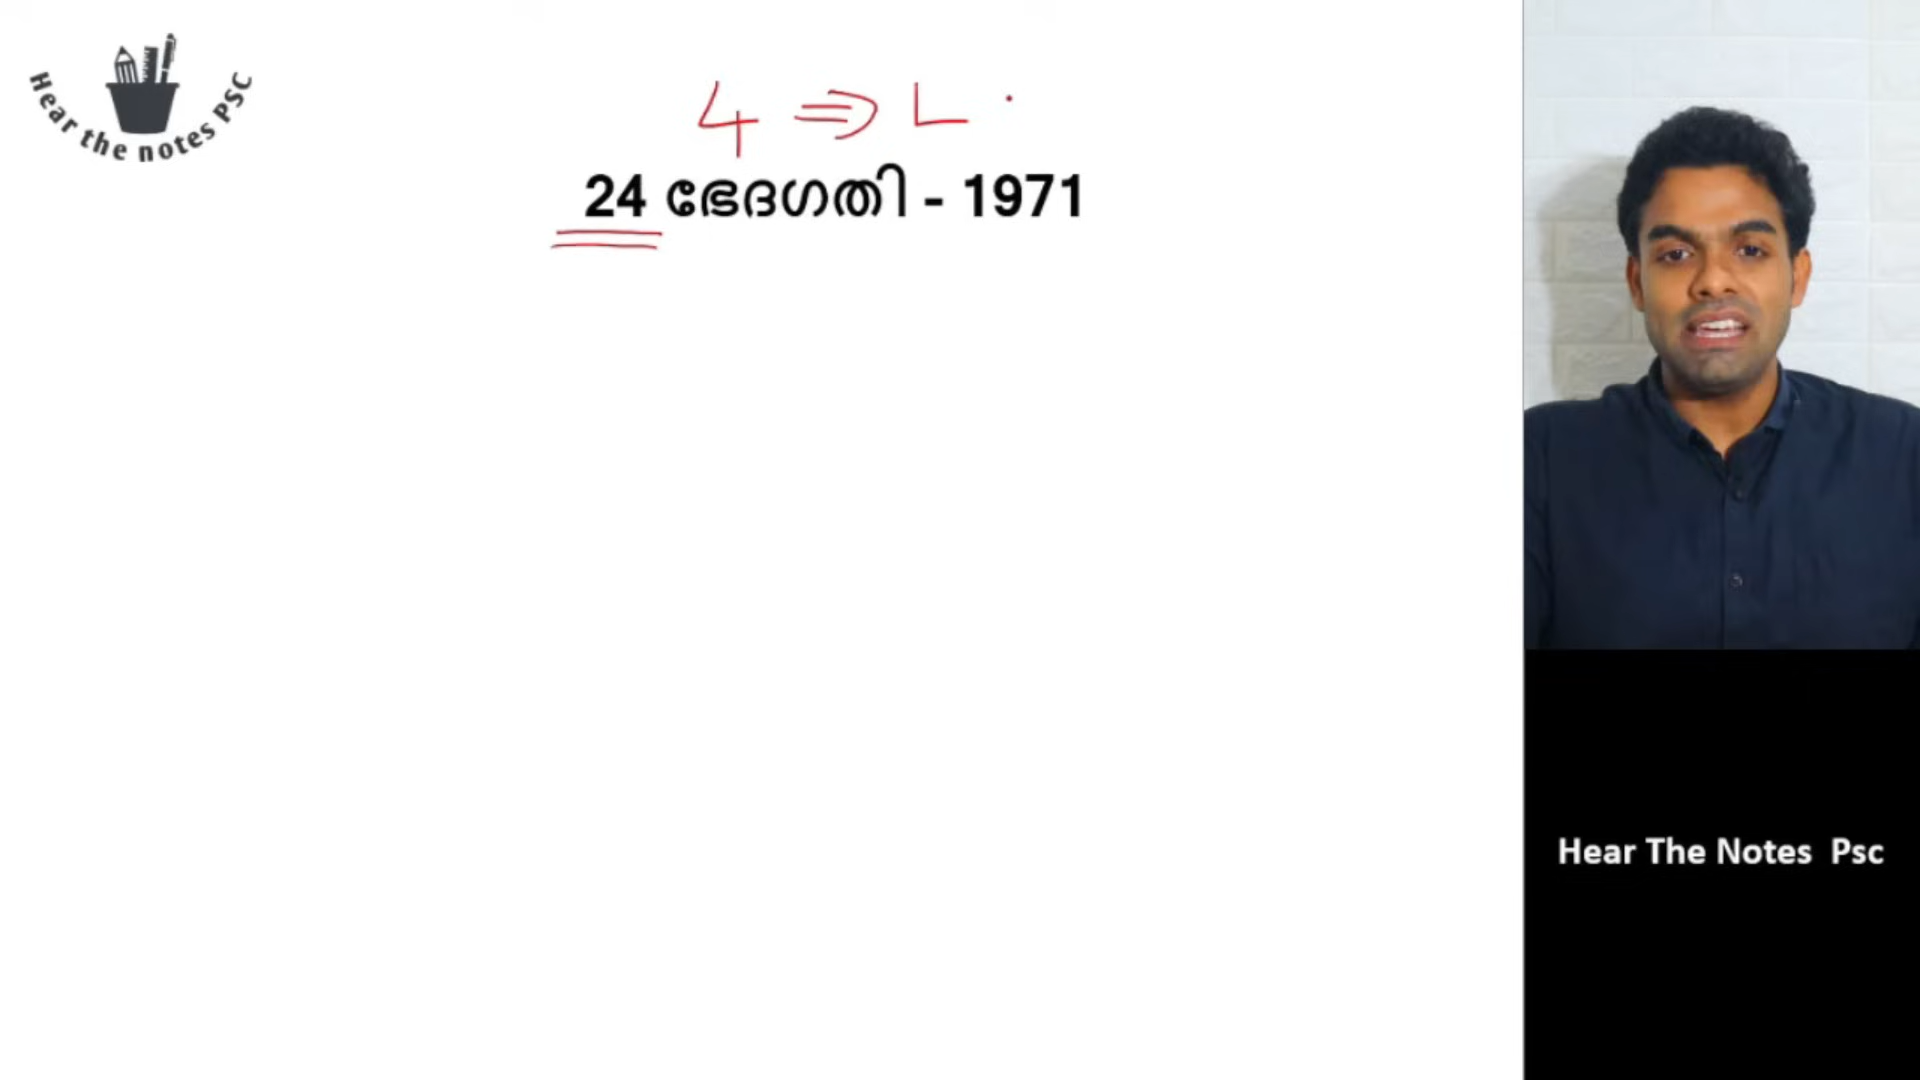 Hear the notes PSC
4 ⇒ L
24 ഭേദഗതി - 1971
Hear The Notes Psc